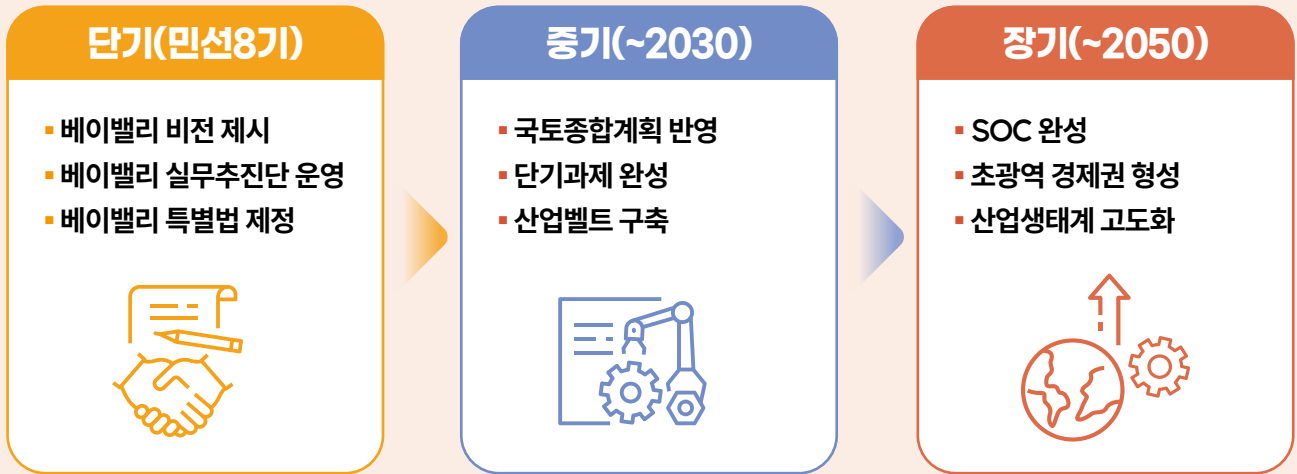 단기(민선8기)
▪ 베이밸리 비전 제시
▪ 베이밸리 실무추진단 운영
▪ 베이밸리 특별법 제정
중기(~2030)
▪ 국토종합계획 반영
▪ 단기과제 완성
▪ 산업벨트 구축
장기(~2050)
▪ SOC 완성
▪ 초광역 경제권 형성
▪ 산업생태계 고도화